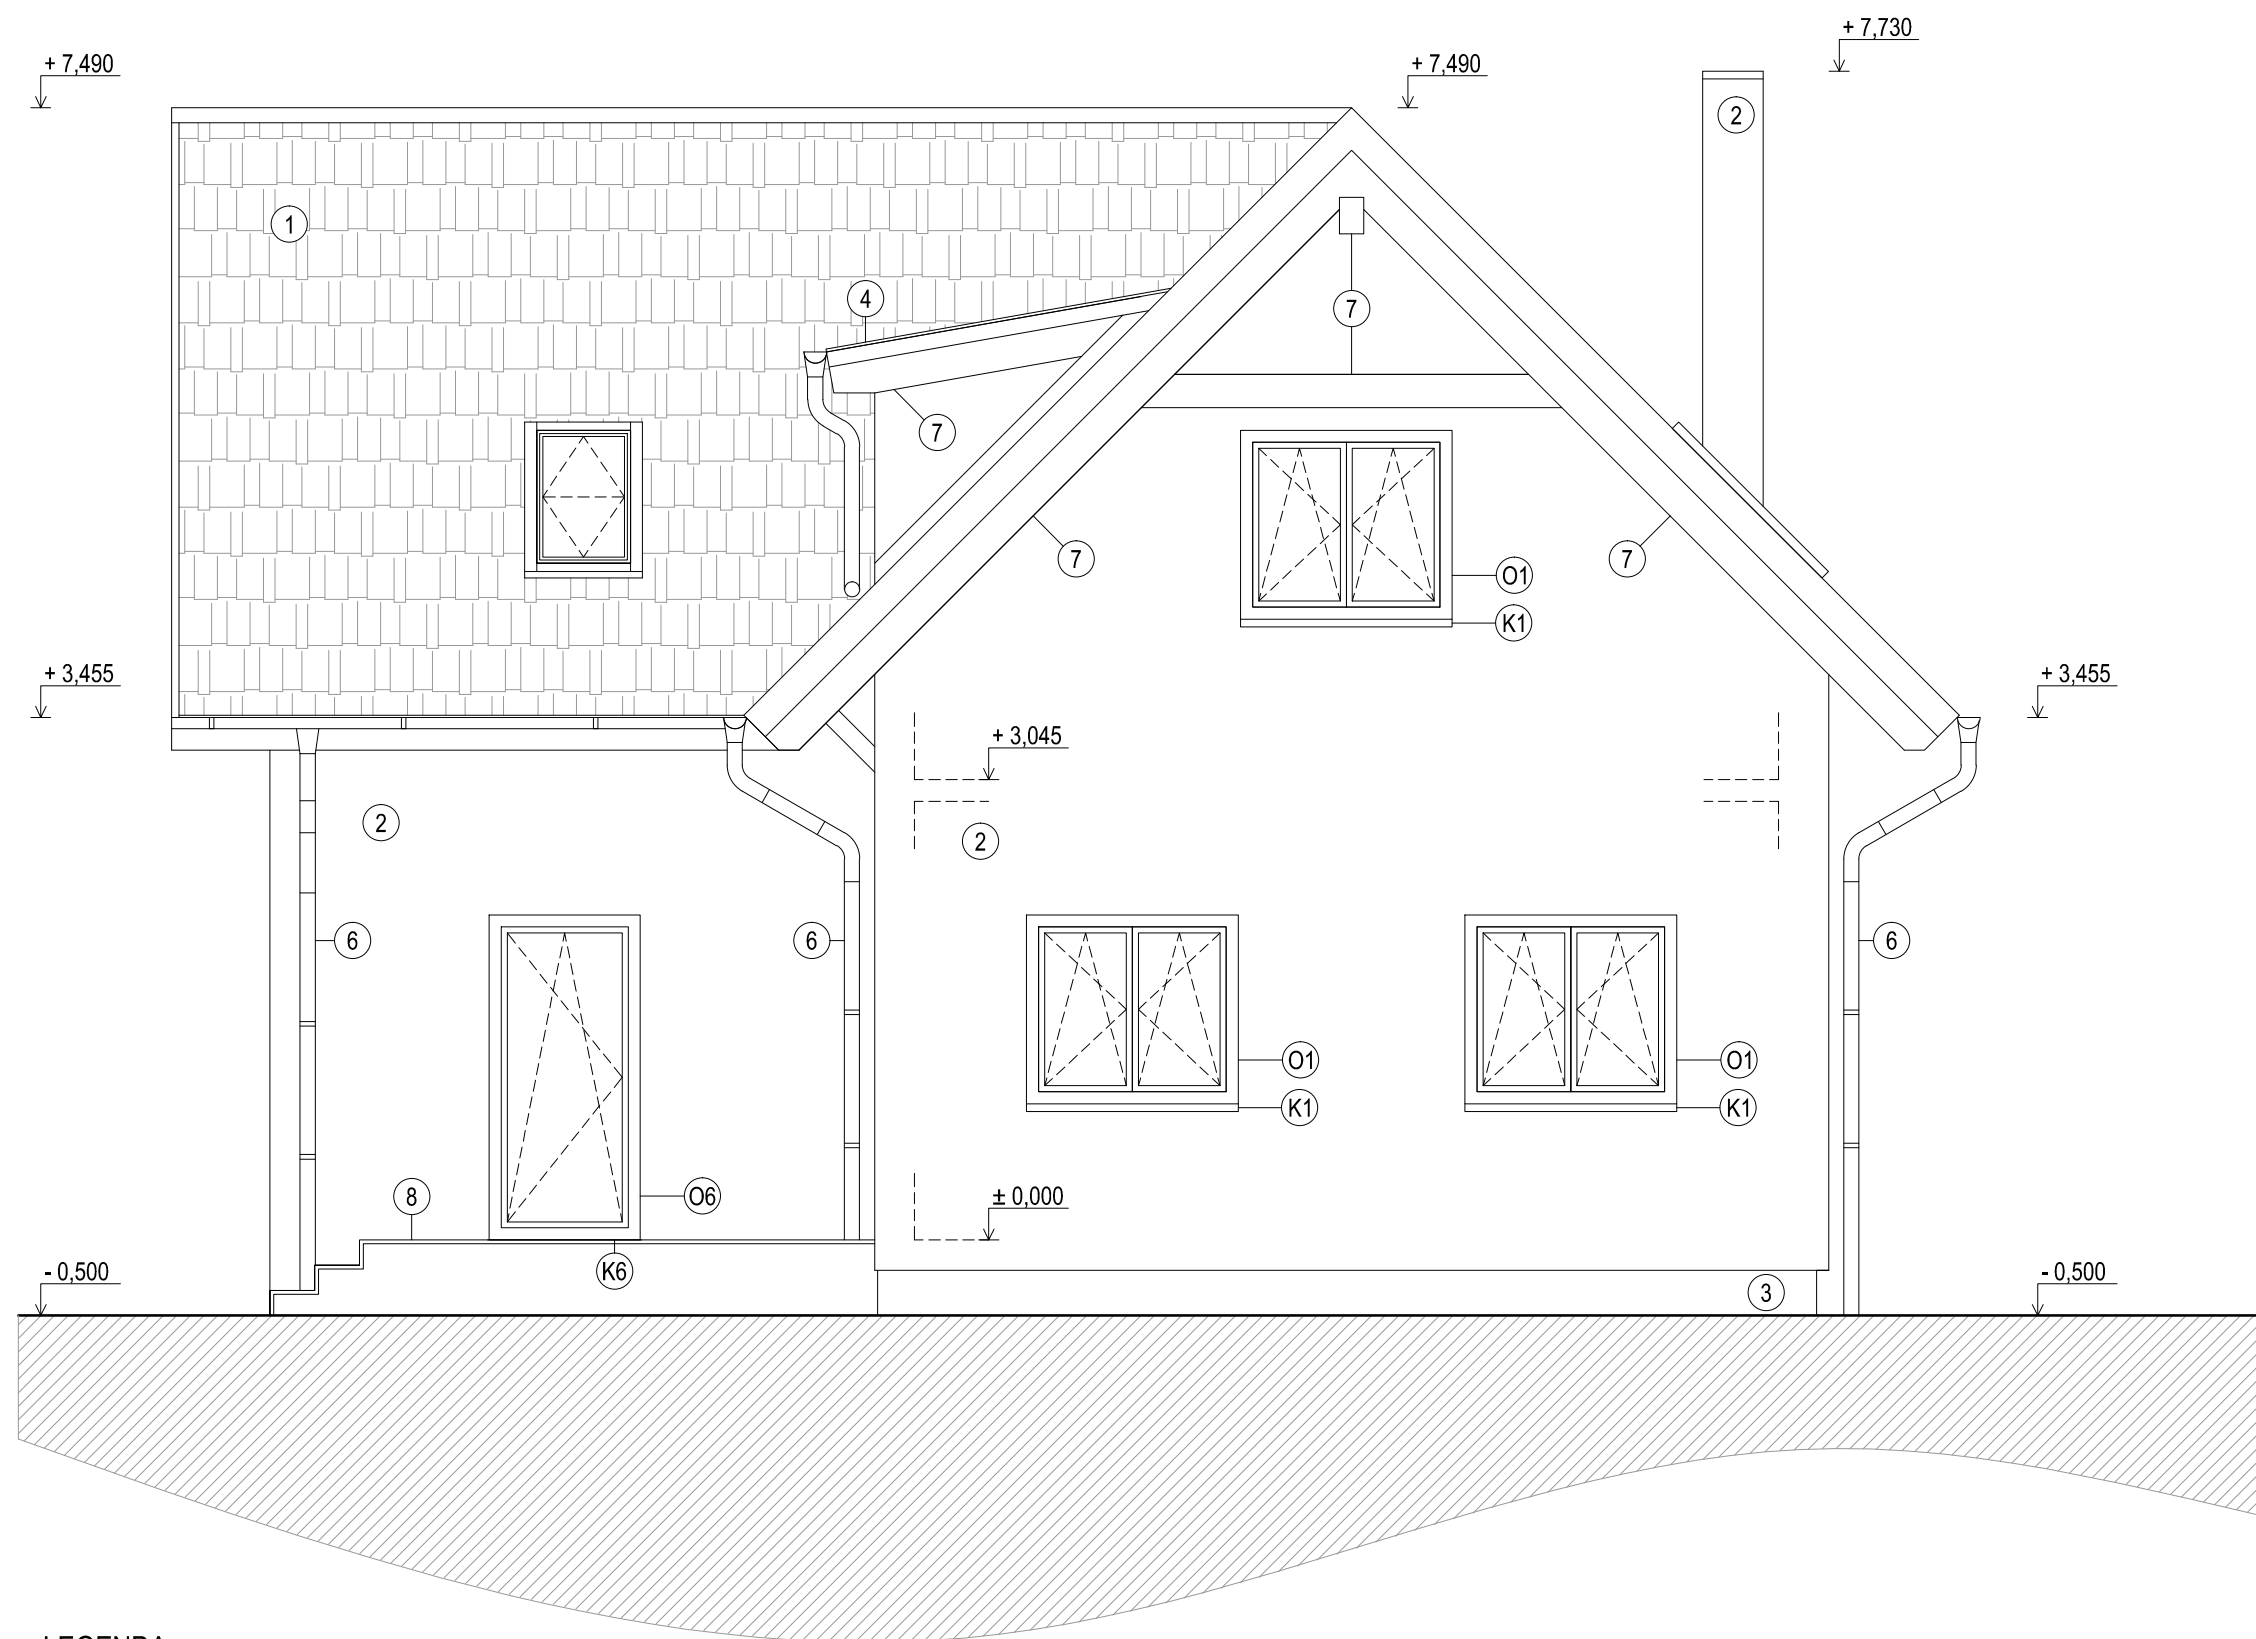 + 7,730
+ 7,490
+ 7,490
2
1
4
7
7
7
7
O1
K1
+ 3,455
+ 3,455
+ 3,045
2
2
6
6
6
O1
O1
K1
K1
8
O6
± 0,000
K6
- 0,500
- 0,500
3
LEGENDA